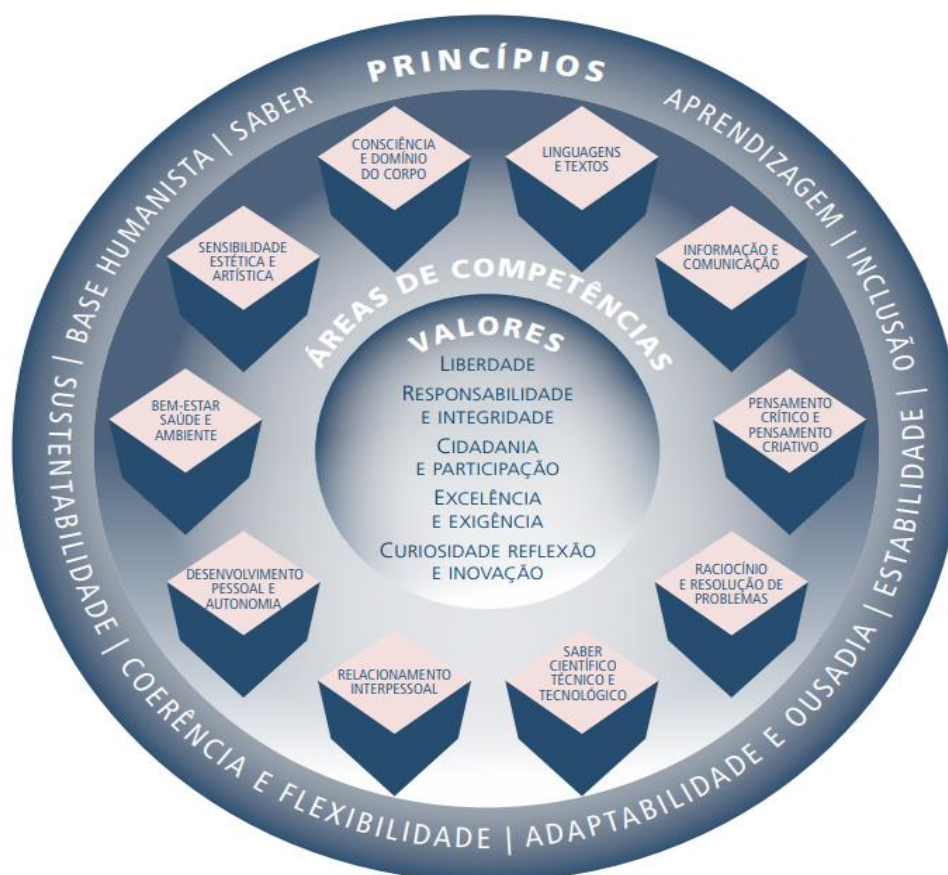 PRINCÍPIOS
APRENDIZAGEM | INCLUSÃO | ESTABILIDADE |
ADAPTABILIDADE E OUSADIA |
COERÊNCIA E FLEXIBILIDADE |
SUSTENTABILIDADE |
BASE HUMANISTA | SABER
ÁREAS DE COMPETÊNCIAS
LINGUAGENS
E TEXTOS
INFORMAÇÃO E
COMUNICAÇÃO
PENSAMENTO
CRÍTICO E
PENSAMENTO
CRIATIVO
RACIOCÍNIO
E RESOLUÇÃO DE
PROBLEMAS
SABER
CIENTÍFICO
TÉCNICO E
TECNOLÓGICO
RELACIONAMENTO
INTERPESSOAL
DESENVOLVIMENTO
PESSOAL E
AUTONOMIA
BEM-ESTAR
SAÚDE E
AMBIENTE
SENSIBILIDADE
ESTÉTICA E
ARTÍSTICA
CONSCIÊNCIA
E DOMÍNIO
DO CORPO
VALORES
LIBERDADE
RESPONSABILIDADE
E INTEGRIDADE
CIDADANIA
E PARTICIPAÇÃO
EXCELÊNCIA
E EXIGÊNCIA
CURIOSIDADE REFLEXÃO
E INOVAÇÃO